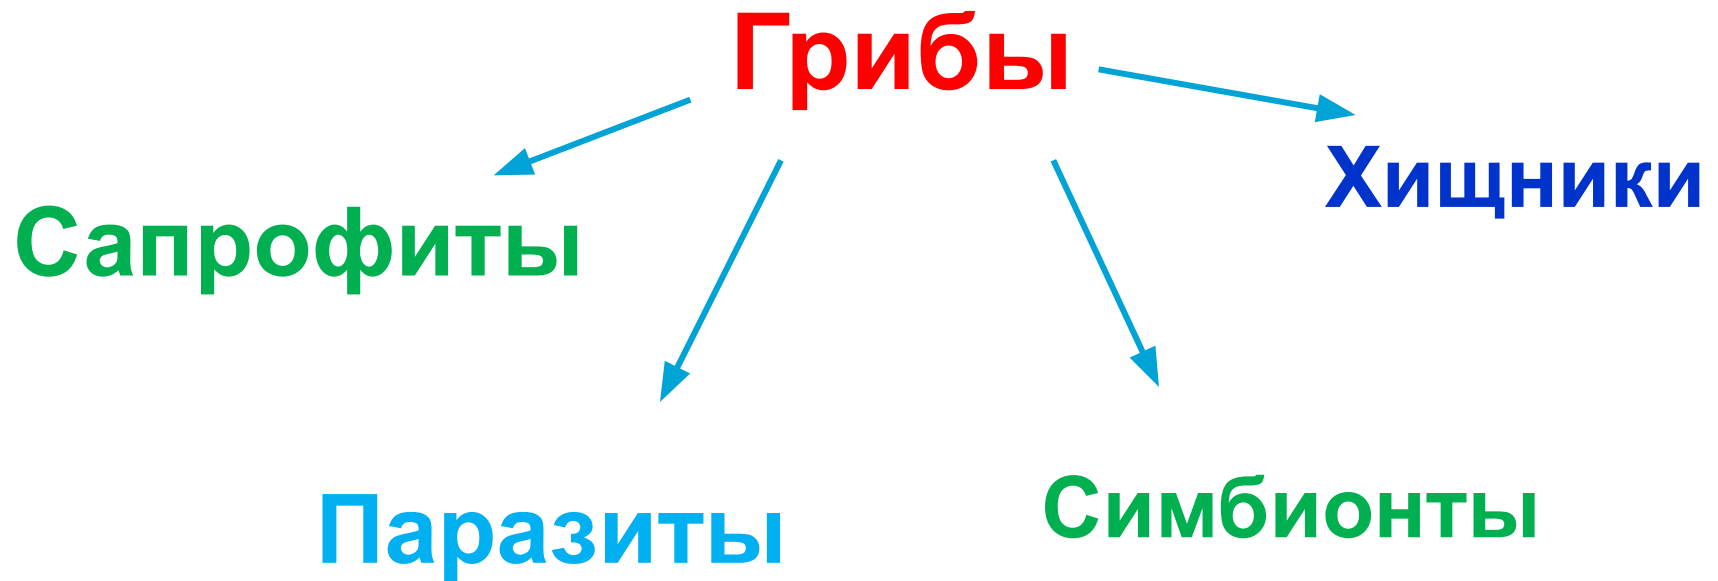 Грибы
Хищники
Сапрофиты
Паразиты
Симбионты